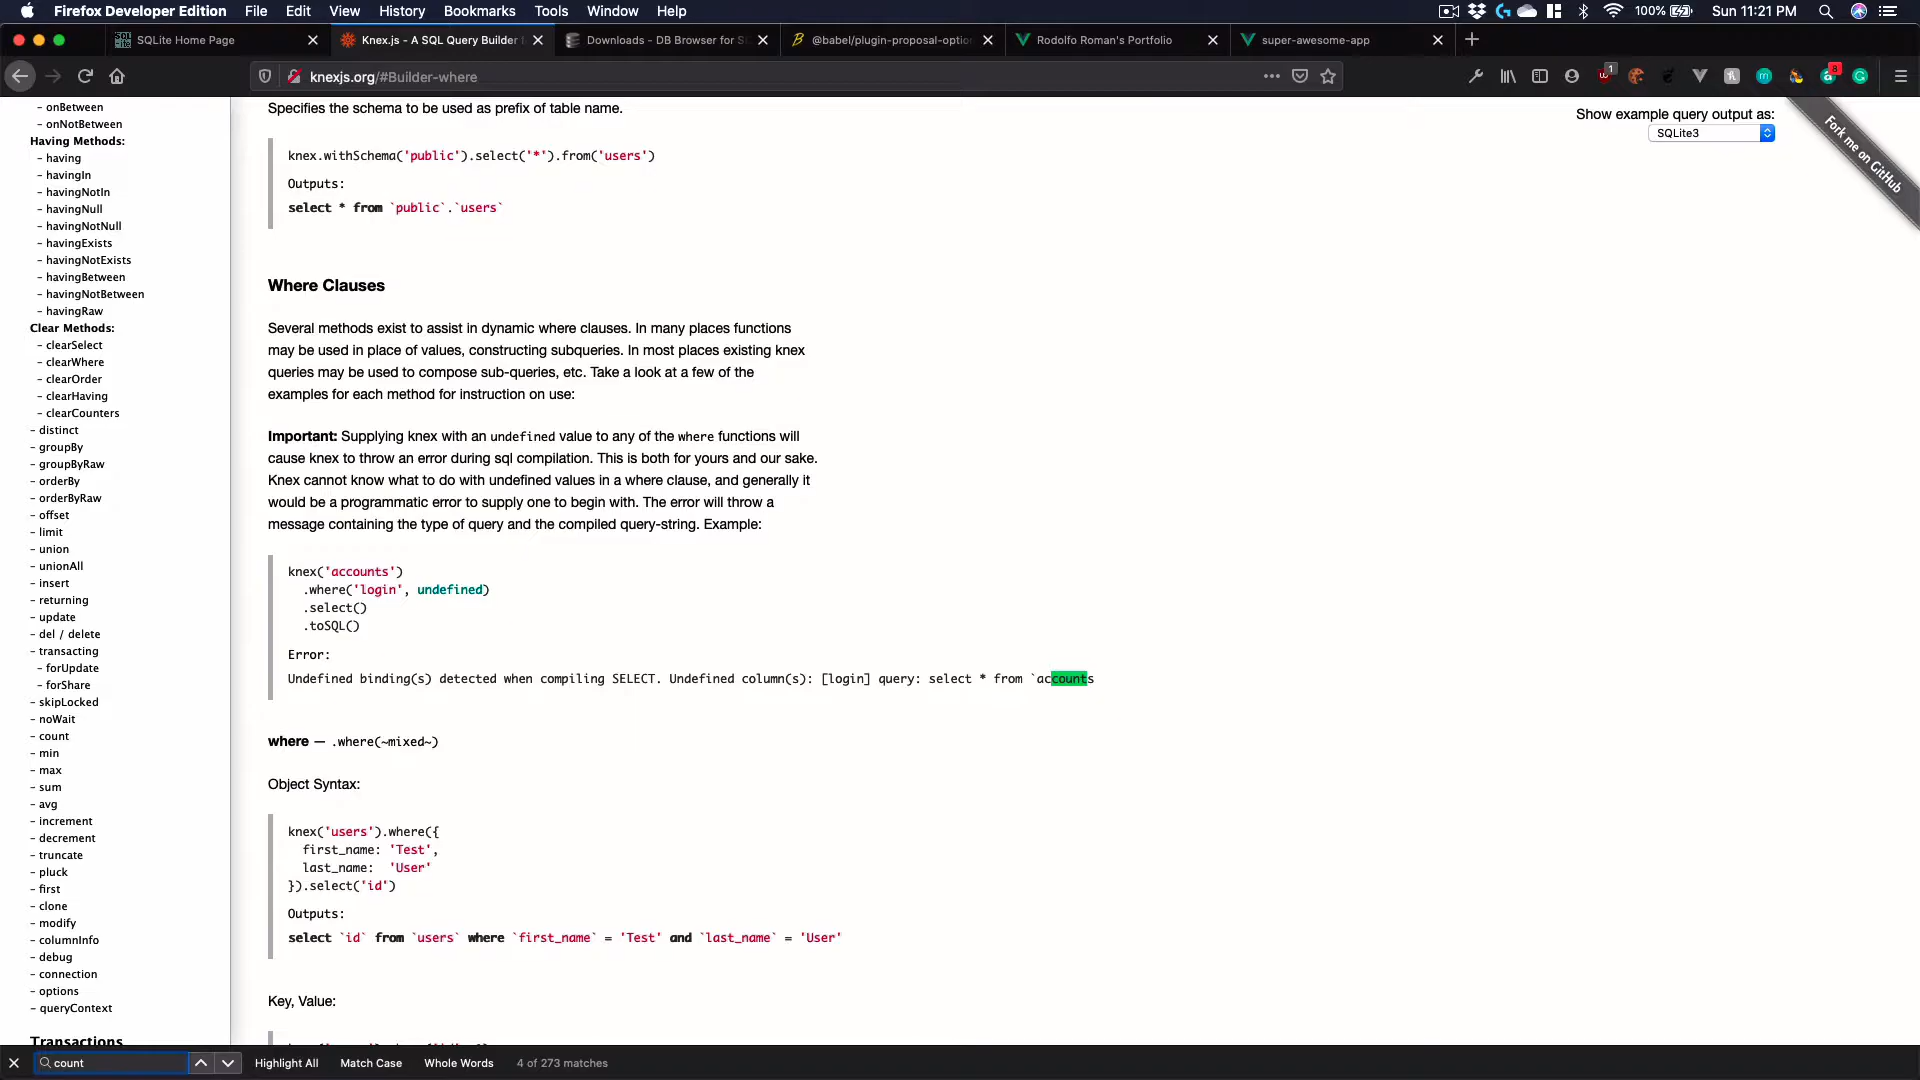 Firefox Developer Edition File Edit View History Bookmarks Tools Window Help 100% Sun 11:21 PM
SQLite Home Page Knex.js - A SQL Query Builder Downloads - DB Browser for @babel/plugin-proposal-optio Rodolfo Roman's Portfolio super-awesome-app
knexjs.org/#Builder-where 1 8
- onBetween
- onNotBetween
Having Methods:
- having
- havingIn
- havingNotIn
- havingNull
- havingNotNull
- havingExists
- havingNotExists
- havingBetween
- havingNotBetween
- havingRaw
Clear Methods:
- clearSelect
- clearWhere
- clearOrder
- clearHaving
- clearCounters
- distinct
- groupBy
- groupByRaw
- orderBy
- orderByRaw
- offset
- limit
- union
- unionAll
- insert
- returning
- update
- del / delete
- transacting
- forUpdate
- forShare
- skipLocked
- noWait
- count
- min
- max
- sum
- avg
- increment
- decrement
- truncate
- pluck
- first
- clone
- modify
- columnInfo
- debug
- connection
- options
- queryContext
Transactions
Specifies the schema to be used as prefix of table name.
knex.withSchema('public').select('*').from('users')
Outputs:
select * from `public`.`users`
Where Clauses
Several methods exist to assist in dynamic where clauses. In many places functions
may be used in place of values, constructing subqueries. In most places existing knex
queries may be used to compose sub-queries, etc. Take a look at a few of the
examples for each method for instruction on use:
Important: Supplying knex with an undefined value to any of the where functions will
cause knex to throw an error during sql compilation. This is both for yours and our sake.
Knex cannot know what to do with undefined values in a where clause, and generally it
would be a programmatic error to supply one to begin with. The error will throw a
message containing the type of query and the compiled query-string. Example:
knex('accounts')
.where('login', undefined)
.select()
.toSQL()
Error:
Undefined binding(s) detected when compiling SELECT. Undefined column(s): [login] query: select * from `accounts
where — .where(~mixed~)
Object Syntax:
knex('users').where({
first_name: 'Test',
last_name: 'User'
}).select('id')
Outputs:
select `id` from `users` where `first_name` = 'Test' and `last_name` = 'User'
Key, Value:
Show example query output as:
SQLite3
Fork me on GitHub
count Highlight All Match Case Whole Words 4 of 273 matches